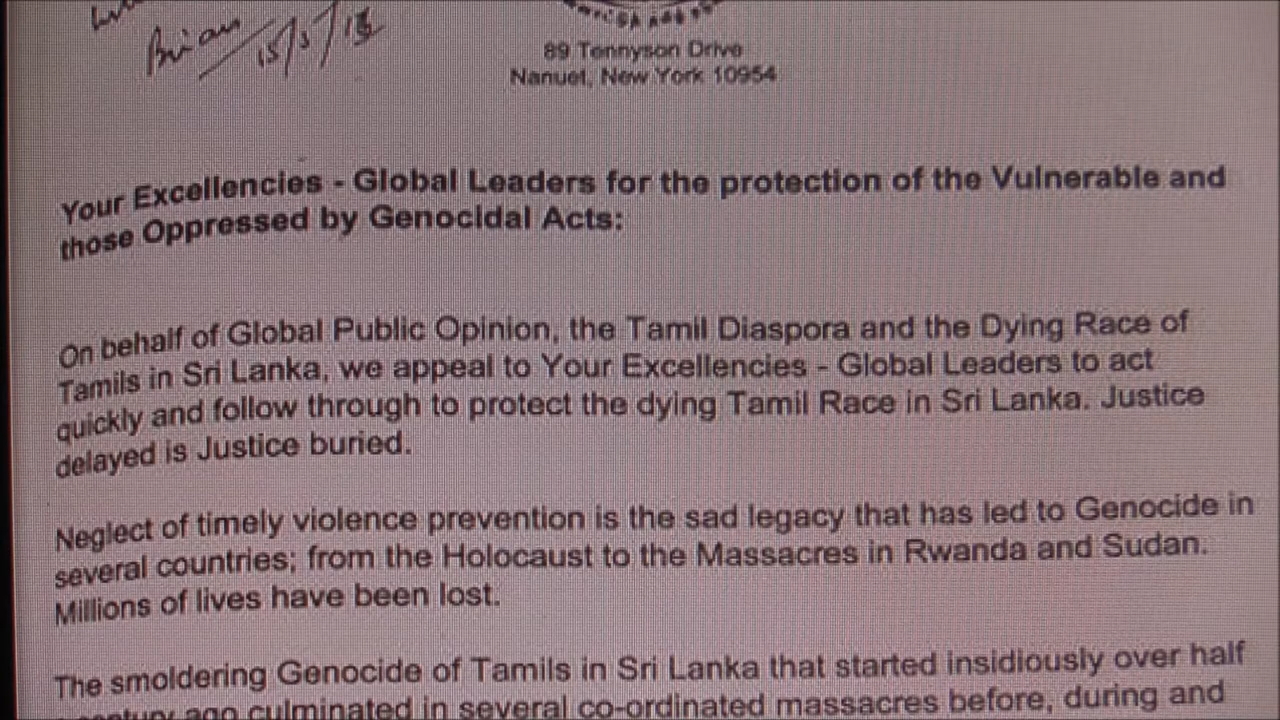 Brian 15/5/13
89 Tennyson Drive
Nanuet, New York 10954
Your Excellencies - Global Leaders for the protection of the Vulnerable and
those Oppressed by Genocidal Acts:
On behalf of Global Public Opinion, the Tamil Diaspora and the Dying Race of
Tamils in Sri Lanka, we appeal to Your Excellencies - Global Leaders to act
quickly and follow through to protect the dying Tamil Race in Sri Lanka. Justice
delayed is Justice buried.
Neglect of timely violence prevention is the sad legacy that has led to Genocide in
several countries; from the Holocaust to the Massacres in Rwanda and Sudan.
Millions of lives have been lost.
The smoldering Genocide of Tamils in Sri Lanka that started insidiously over half
century ago culminated in several co-ordinated massacres before, during and